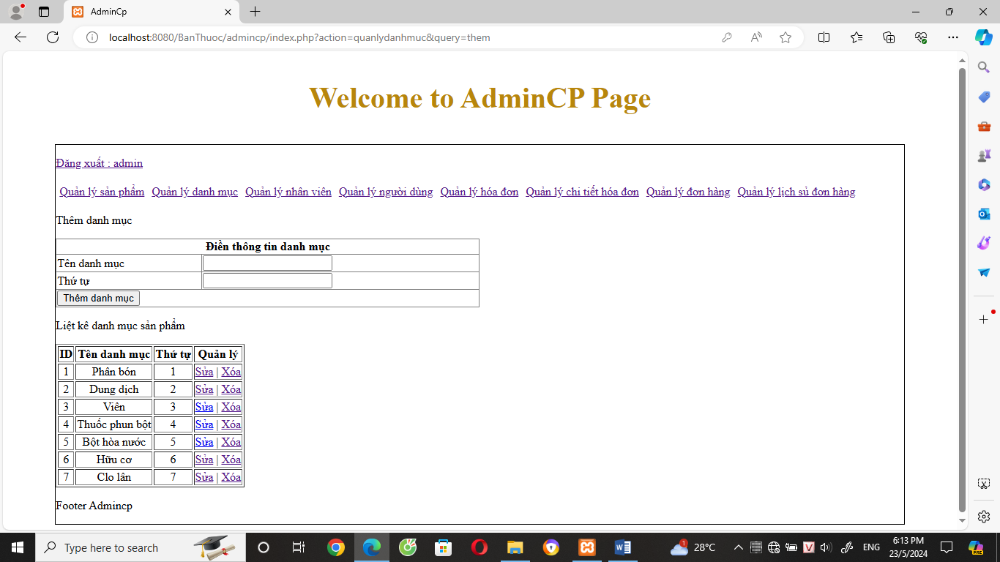 AdminCp
localhost:8080/BanThuoc/admincp/index.php?action=quanlydanhmuc&query=them
Welcome to AdminCP Page
Đăng xuất : admin
Quản lý sản phẩm Quản lý danh mục Quản lý nhân viên Quản lý người dùng Quản lý hóa đơn Quản lý chi tiết hóa đơn Quản lý đơn hàng Quản lý lịch sủ đơn hàng
Thêm danh mục
Điền thông tin danh mục
Tên danh mục
Thứ tự
Thêm danh mục
Liệt kê danh mục sản phẩm
ID Tên danh mục Thứ tự Quản lý
1 Phân bón 1 Sửa | Xóa
2 Dung dịch 2 Sửa | Xóa
3 Viên 3 Sửa | Xóa
4 Thuốc phun bột 4 Sửa | Xóa
5 Bột hòa nước 5 Sửa | Xóa
6 Hữu cơ 6 Sửa | Xóa
7 Clo lân 7 Sửa | Xóa
Footer Admincp
Type here to search
1 28°C
V
ENG
6:13 PM
23/5/2024
PRE